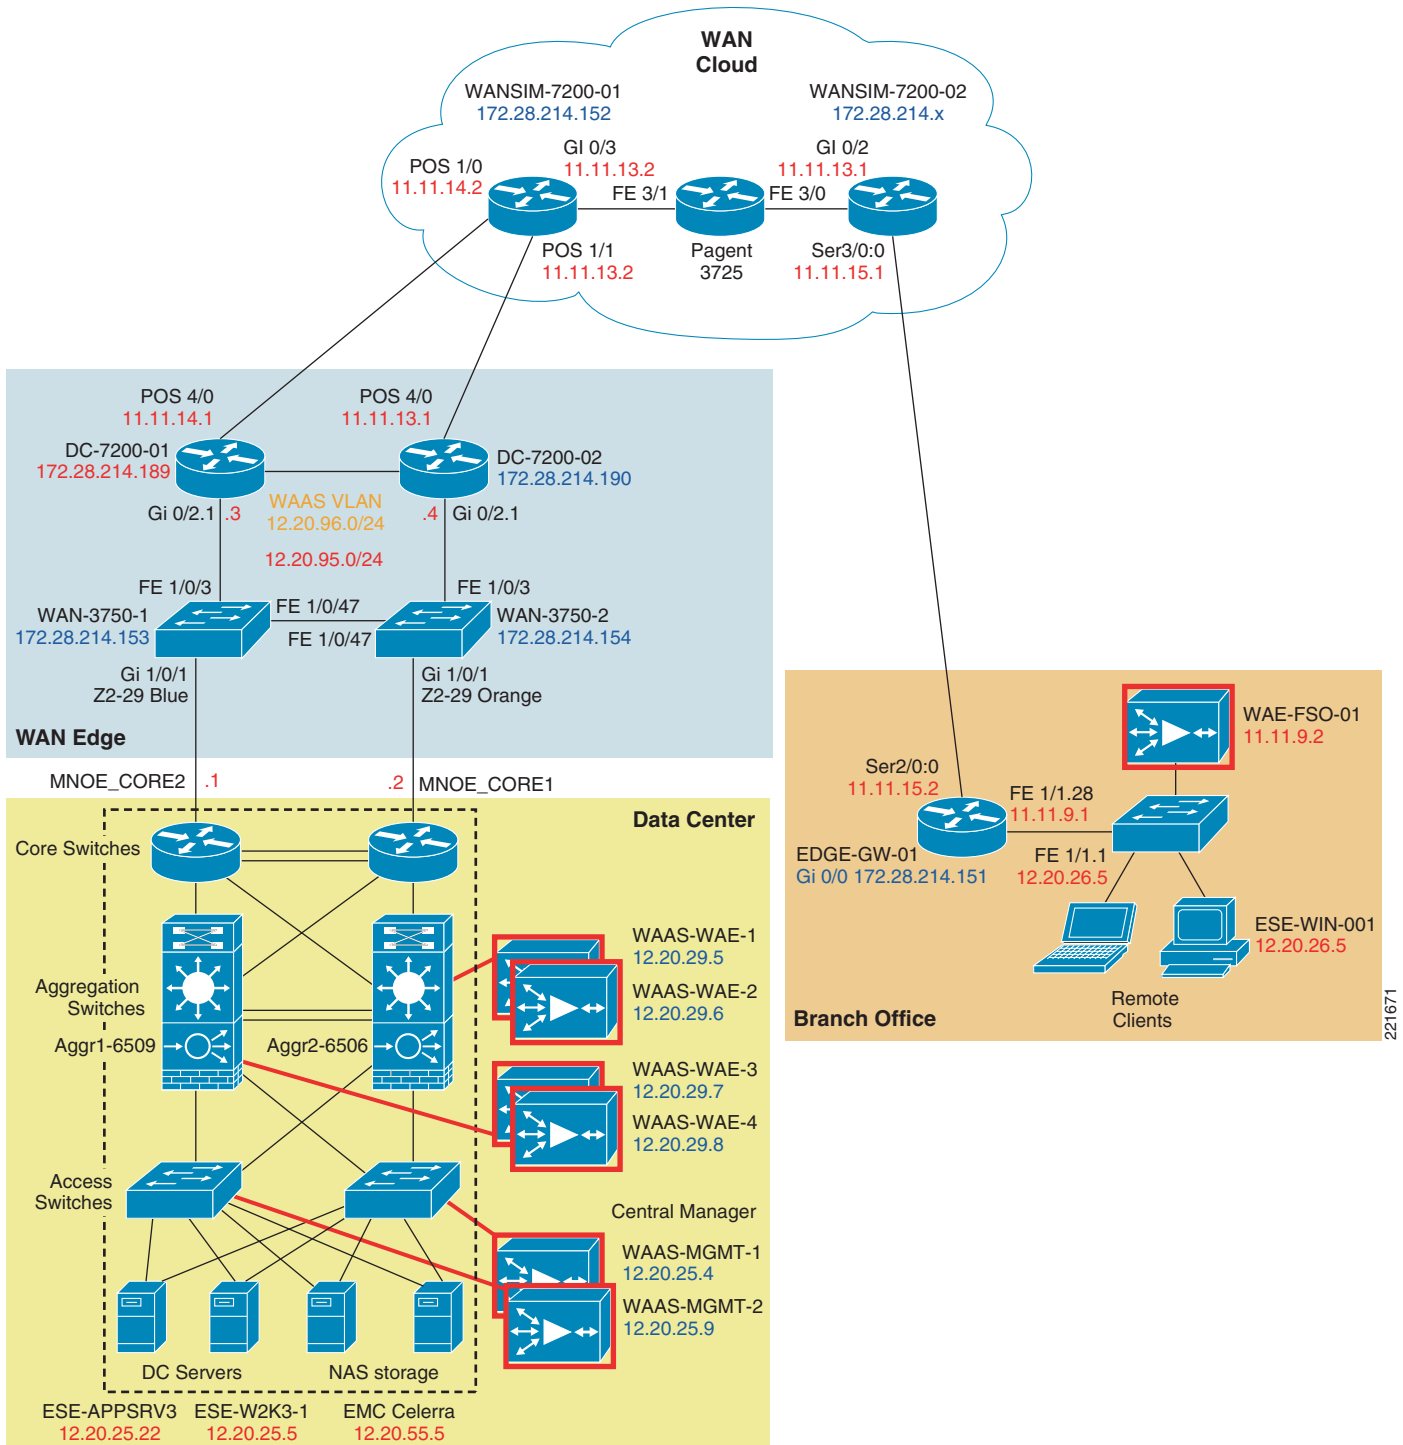 WAN
Cloud
WANSIM-7200-01
172.28.214.152
WANSIM-7200-02
172.28.214.x
GI 0/3
11.11.13.2
GI 0/2
11.11.13.1
POS 1/0
11.11.14.2
FE 3/1
FE 3/0
POS 1/1
11.11.13.2
Pagent
3725
Ser3/0:0
11.11.15.1
POS 4/0
11.11.14.1
POS 4/0
11.11.13.1
DC-7200-01
172.28.214.189
DC-7200-02
172.28.214.190
WAAS VLAN
12.20.96.0/24
Gi 0/2.1
.3
.4
Gi 0/2.1
12.20.95.0/24
FE 1/0/3
FE 1/0/3
WAN-3750-1
172.28.214.153
FE 1/0/47
FE 1/0/47
WAN-3750-2
172.28.214.154
Gi 1/0/1
Z2-29 Blue
Gi 1/0/1
Z2-29 Orange
WAN Edge
MNOE_CORE2
.1
.2
MNOE_CORE1
Data Center
Core Switches
Aggregation
Switches
Aggr1-6509
Aggr2-6506
WAAS-WAE-1
12.20.29.5
WAAS-WAE-2
12.20.29.6
WAAS-WAE-3
12.20.29.7
WAAS-WAE-4
12.20.29.8
Access
Switches
Central Manager
WAAS-MGMT-1
12.20.25.4
WAAS-MGMT-2
12.20.25.9
DC Servers
NAS storage
ESE-APPSRV3
12.20.25.22
ESE-W2K3-1
12.20.25.5
EMC Celerra
12.20.55.5
WAE-FSO-01
11.11.9.2
Ser2/0:0
11.11.15.2
FE 1/1.28
11.11.9.1
EDGE-GW-01
Gi 0/0 172.28.214.151
FE 1/1.1
12.20.26.5
ESE-WIN-001
12.20.26.5
Remote
Clients
Branch Office
221671